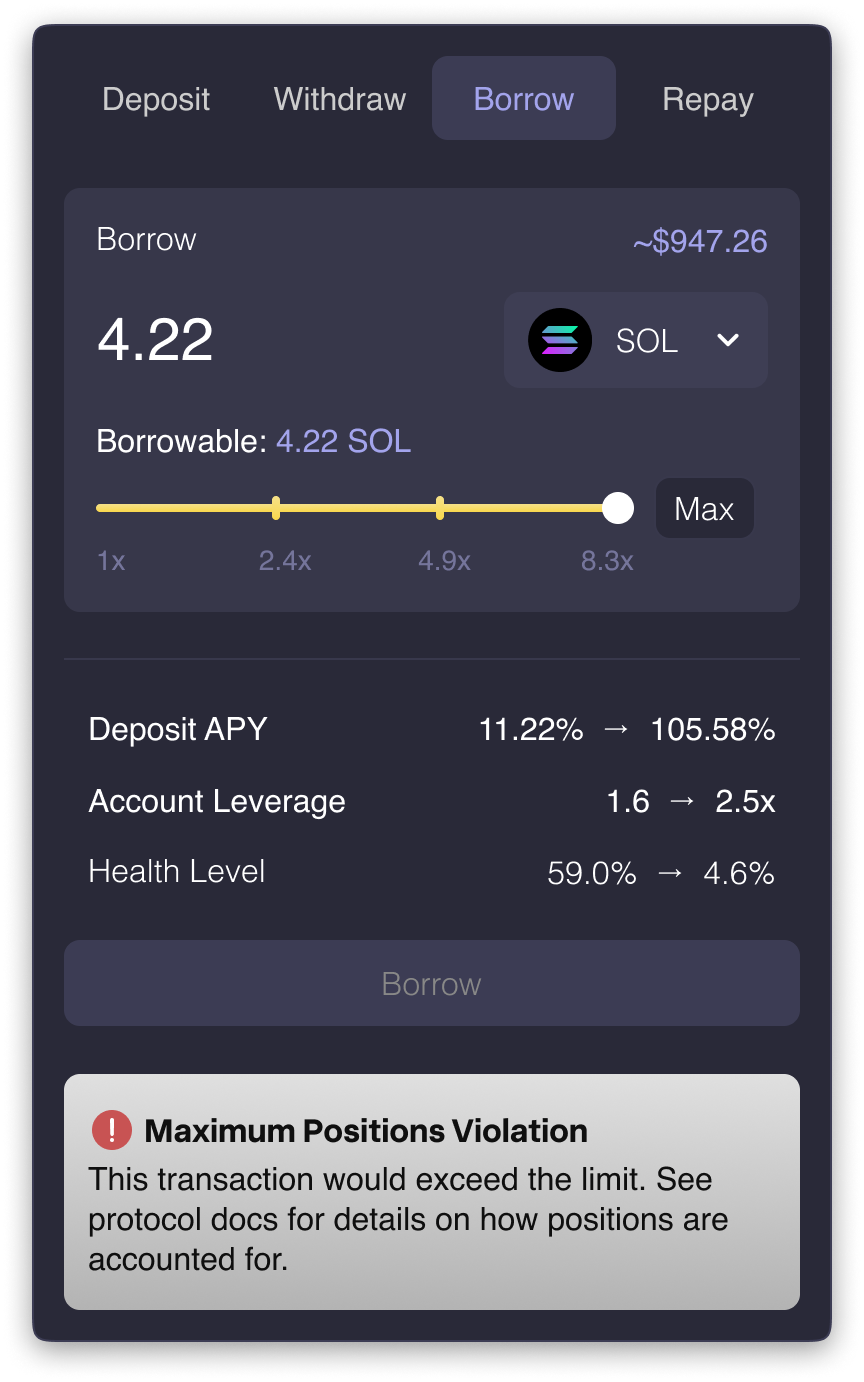 Deposit Withdraw Borrow Repay
Borrow ~$947.26
4.22 SOL
Borrowable: 4.22 SOL
Max
1x 2.4x 4.9x 8.3x
Deposit APY 11.22% → 105.58%
Account Leverage 1.6 → 2.5x
Health Level 59.0% → 4.6%
Borrow
Maximum Positions Violation
This transaction would exceed the limit. See
protocol docs for details on how positions are
accounted for.